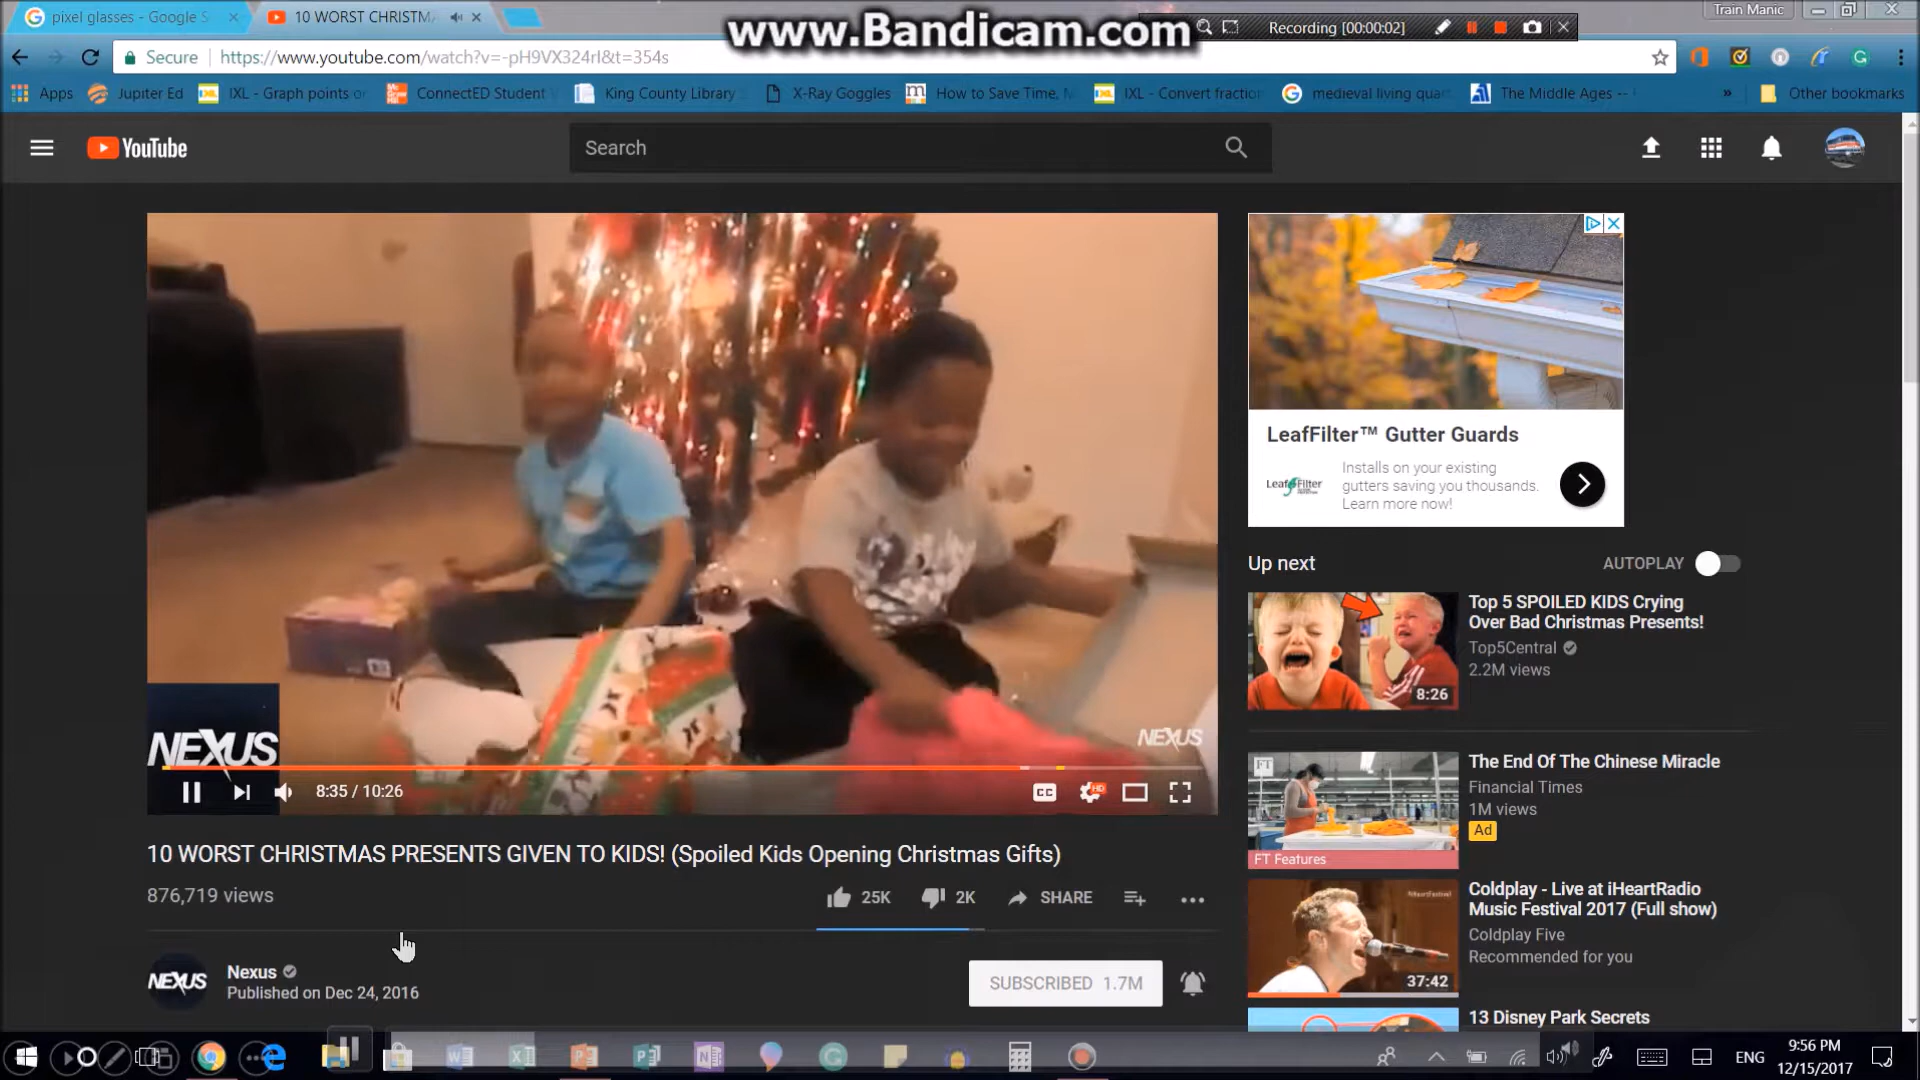 pixel glasses - Google S
10 WORST CHRISTMA
www.Bandicam.com
Recording [00:00:02]
Train Manic
Secure
https://www.youtube.com/watch?v=-pH9VX324rI&t=354s
Apps
Jupiter Ed
IXL - Graph points or
ConnectED Student
King County Library
X-Ray Goggles
How to Save Time,
IXL - Convert fraction
medieval living quar
The Middle Ages --
Other bookmarks
YouTube
Search
LeafFilter™ Gutter Guards
LeafFilter
Installs on your existing
gutters saving you thousands.
Learn more now!
Up next
AUTOPLAY
Top 5 SPOILED KIDS Crying
Over Bad Christmas Presents!
Top5Central
2.2M views
8:26
NEXUS
NEXUS
8:35 / 10:26
CC
HD
FT
The End Of The Chinese Miracle
Financial Times
1M views
Ad
FT Features
10 WORST CHRISTMAS PRESENTS GIVEN TO KIDS! (Spoiled Kids Opening Christmas Gifts)
876,719 views
25K
2K
SHARE
Coldplay - Live at iHeartRadio
Music Festival 2017 (Full show)
Coldplay Five
Recommended for you
37:42
NEXUS
Nexus
Published on Dec 24, 2016
SUBSCRIBED 1.7M
13 Disney Park Secrets
ENG
9:56 PM
12/15/2017